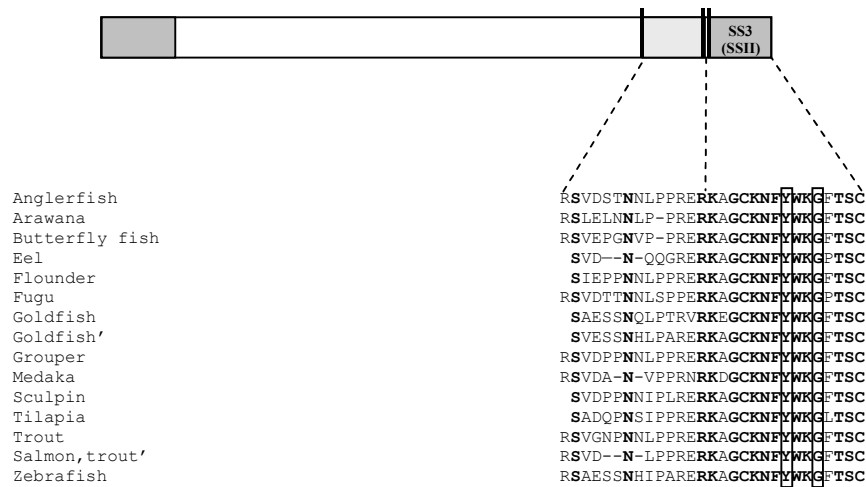 SS3
(SSII)
Anglerfish RSVDSTNNLPPRERKAGCKNFYWKGFTSC
Arawana RSLELNNLP-PRERKAGCKNFYWKGFTSC
Butterfly fish RSVEPGNVP-PRERKAGCKNFYWKGFTSC
Eel SVD--N-QQGRERKAGCKNFYWKGPTSC
Flounder SIEPPNNLPPRERKAGCKNFYWKGFTSC
Fugu RSVDTTNNLSPPERKAGCKNFYWKGPTSC
Goldfish SAESSNQLPTRVRKEGCKNFYWKGFTSC
Goldfish’ SVESSNHLPARERKAGCKNFYWKGFTSC
Grouper RSVDPPNNLPPRERKAGCKNFYWKGFTSC
Medaka RSVDA-N-VPPRNRKDGCKNFYWKGFTSC
Sculpin SVDPPNNIPLRERKAGCKNFYWKGFTSC
Tilapia SADQPNSIPPRERKAGCKNFYWKGLTSC
Trout RSVGNPNNLPPRERKAGCKNFYWKGFTSC
Salmon,trout’ RSVD--N-LPPRERKAGCKNFYWKGFTSC
Zebrafish RSAESSNHIPARERKAGCKNFYWKGFTSC